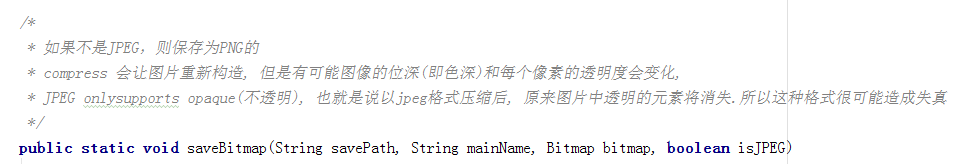 /*
* 如果不是JPEG，则保存为PNG的
* compress 会让图片重新构造, 但是有可能图像的位深(即色深)和每个像素的透明度会变化,
* JPEG onlysupports opaque(不透明), 也就是说以jpeg格式压缩后, 原来图片中透明的元素将消失.所以这种格式很可能造成失真
*/
public static void saveBitmap(String savePath, String mainName, Bitmap bitmap, boolean isJPEG)